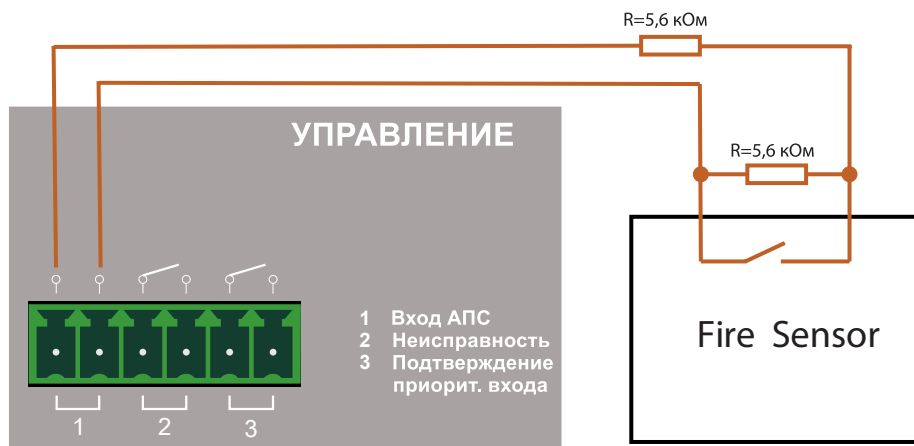 R=5,6 кОм
УПРАВЛЕНИЕ
R=5,6 кОм
1 Вход АПС
2 Неисправность
3 Подтверждение
приорит. входа
Fire Sensor
1 2 3